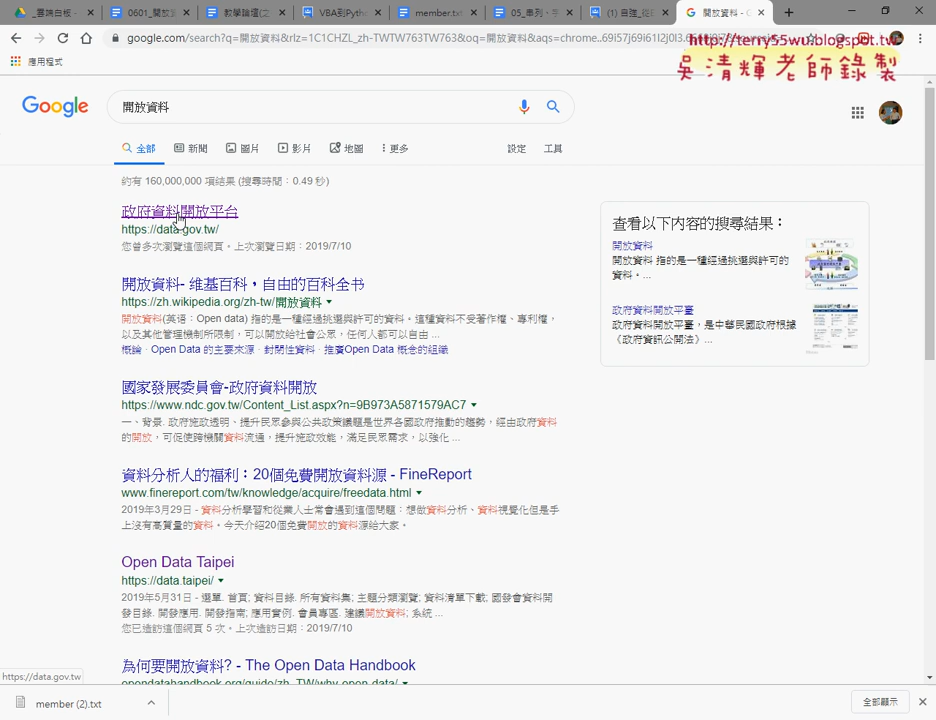 _雲端白板 -
0601_開放
教學論壇(之
VBA到Pyth
member.tx
05_串列、字
(1) 自強_從E
開放資料 - G
google.com/search?q=開放資料&rlz=1C1CHZL_zh-TWTW763TW763&oq=開放資料&aqs=chrome..69i57j69i61l2j0l3.6
http://terry55wu.blogspot.tw
吳清輝老師錄製
應用程式
Google
開放資料
全部
新聞
圖片
影片
地圖
更多
設定
工具
約有 160,000,000 項結果 (搜尋時間:0.49 秒)
政府資料開放平台
https://data.gov.tw/
您曾多次瀏覽這個網頁。上次瀏覽日期:2019/7/10
開放資料- 维基百科,自由的百科全书
https://zh.wikipedia.org/zh-tw/開放資料
開放資料(英语:Open data) 指的是一種經過挑選與許可的資料。這種資料不受著作權、專利權,
以及其他管理機制所限制,可以開放給社會公眾,任何人都可以自由 ...
概論 · Open Data 的主要來源 · 封閉性資料 · 推廣Open Data 概念的組織
國家發展委員會-政府資料開放
https://www.ndc.gov.tw/Content_List.aspx?n=9B973A5871579AC7
一、背景. 政府施政透明、提升民眾參與公共政策議題是世界各國政府推動的趨勢,經由政府資料
的開放,可促使跨機關資料流通,提升施政效能,滿足民眾需求,以強化 ...
資料分析人的福利:20個免費開放資料源 - FineReport
www.finereport.com/tw/knowledge/acquire/freedata.html
2019年3月29日 - 資料分析學習和從業人士常會遇到這個問題:想做資料分析、資料視覺化但是手
上沒有高質量的資料。今天介紹20個免費開放的資料源給大家。
Open Data Taipei
https://data.taipei/
2019年5月31日 - 選單. 首頁; 資料目錄. 所有資料集; 主題分類瀏覽; 資料清單下載; 國發會資料開
發目錄. 開發應用. 開發指南; 應用實例. 會員專區. 建議開放資料; 系統 ...
您已造訪這個網頁 5 次。上次造訪日期:2019/7/10
為何要開放資料? - The Open Data Handbook
opendatahandbook.org/guide/zh_TW/why-open-data/
查看以下內容的搜尋結果:
開放資料
開放資料 指的是一種經過挑選與許可的
資料。...
政府資料開放平臺
政府資料開放平臺,是中華民國政府根據
《政府資訊公開法》...
https://data.gov.tw
member (2).txt
全部顯示